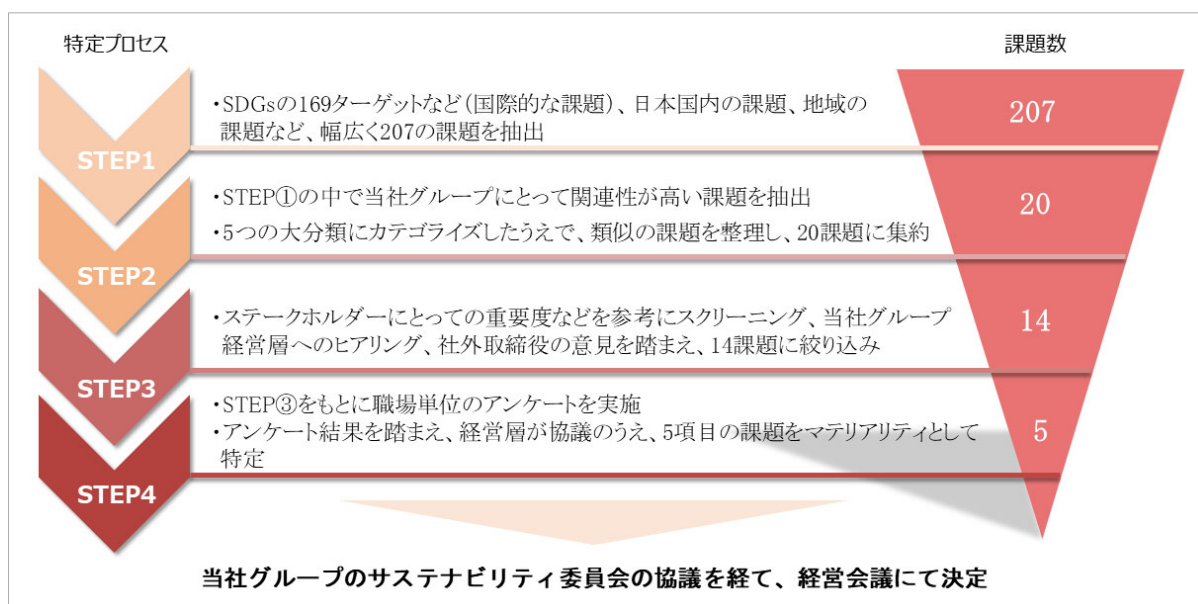 特定プロセス
課題数
STEP1
・SDGsの169ターゲットなど（国際的な課題）、日本国内の課題、地域の
課題など、幅広く207の課題を抽出
207
STEP2
・STEP①の中で当社グループにとって関連性が高い課題を抽出
・5つの大分類にカテゴライズしたうえで、類似の課題を整理し、20課題に集約
20
STEP3
・ステークホルダーにとっての重要度などを参考にスクリーニング、当社グループ
経営層へのヒアリング、社外取締役の意見を踏まえ、14課題に絞り込み
14
STEP4
・STEP③をもとに職場単位のアンケートを実施
・アンケート結果を踏まえ、経営層が協議のうえ、5項目の課題をマテリアリティとして
特定
5
当社グループのサステナビリティ委員会の協議を経て、経営会議にて決定